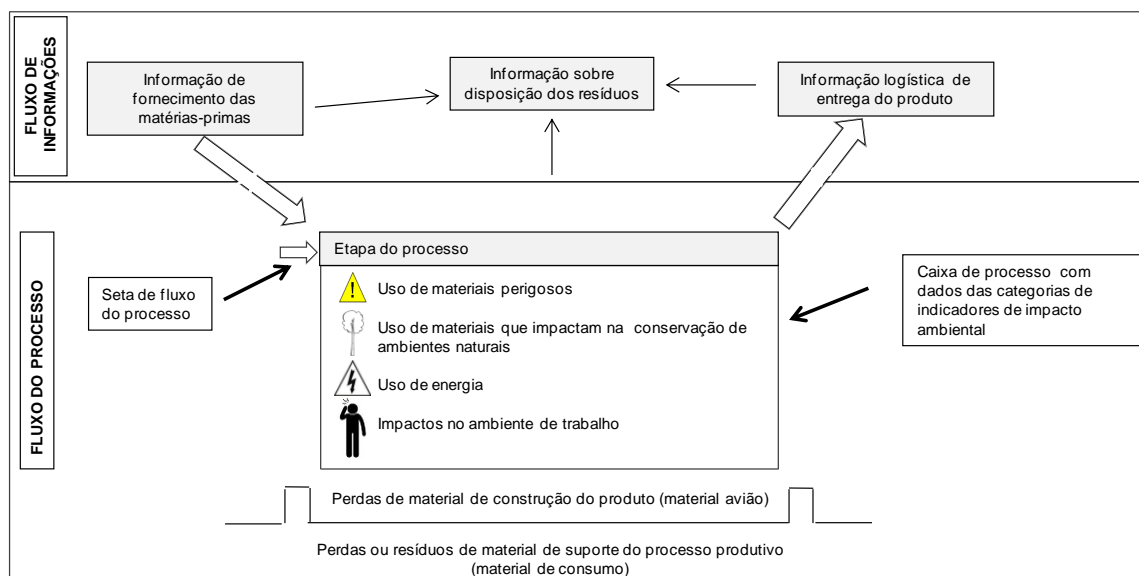 FLUXO DE
INFORMAÇÕES
Informação de
fornecimento das
matérias-primas
Informação sobre
disposição dos resíduos
Informação logística de
entrega do produto
FLUXO DO PROCESSO
Seta de fluxo
do processo
Etapa do processo
Uso de materiais perigosos
Uso de materiais que impactam na conservação de
ambientes naturais
Uso de energia
Impactos no ambiente de trabalho
Caixa de processo com
dados das categorias de
indicadores de impacto
ambiental
Perdas de material de construção do produto (material avião)
Perdas ou resíduos de material de suporte do processo produtivo
(material de consumo)